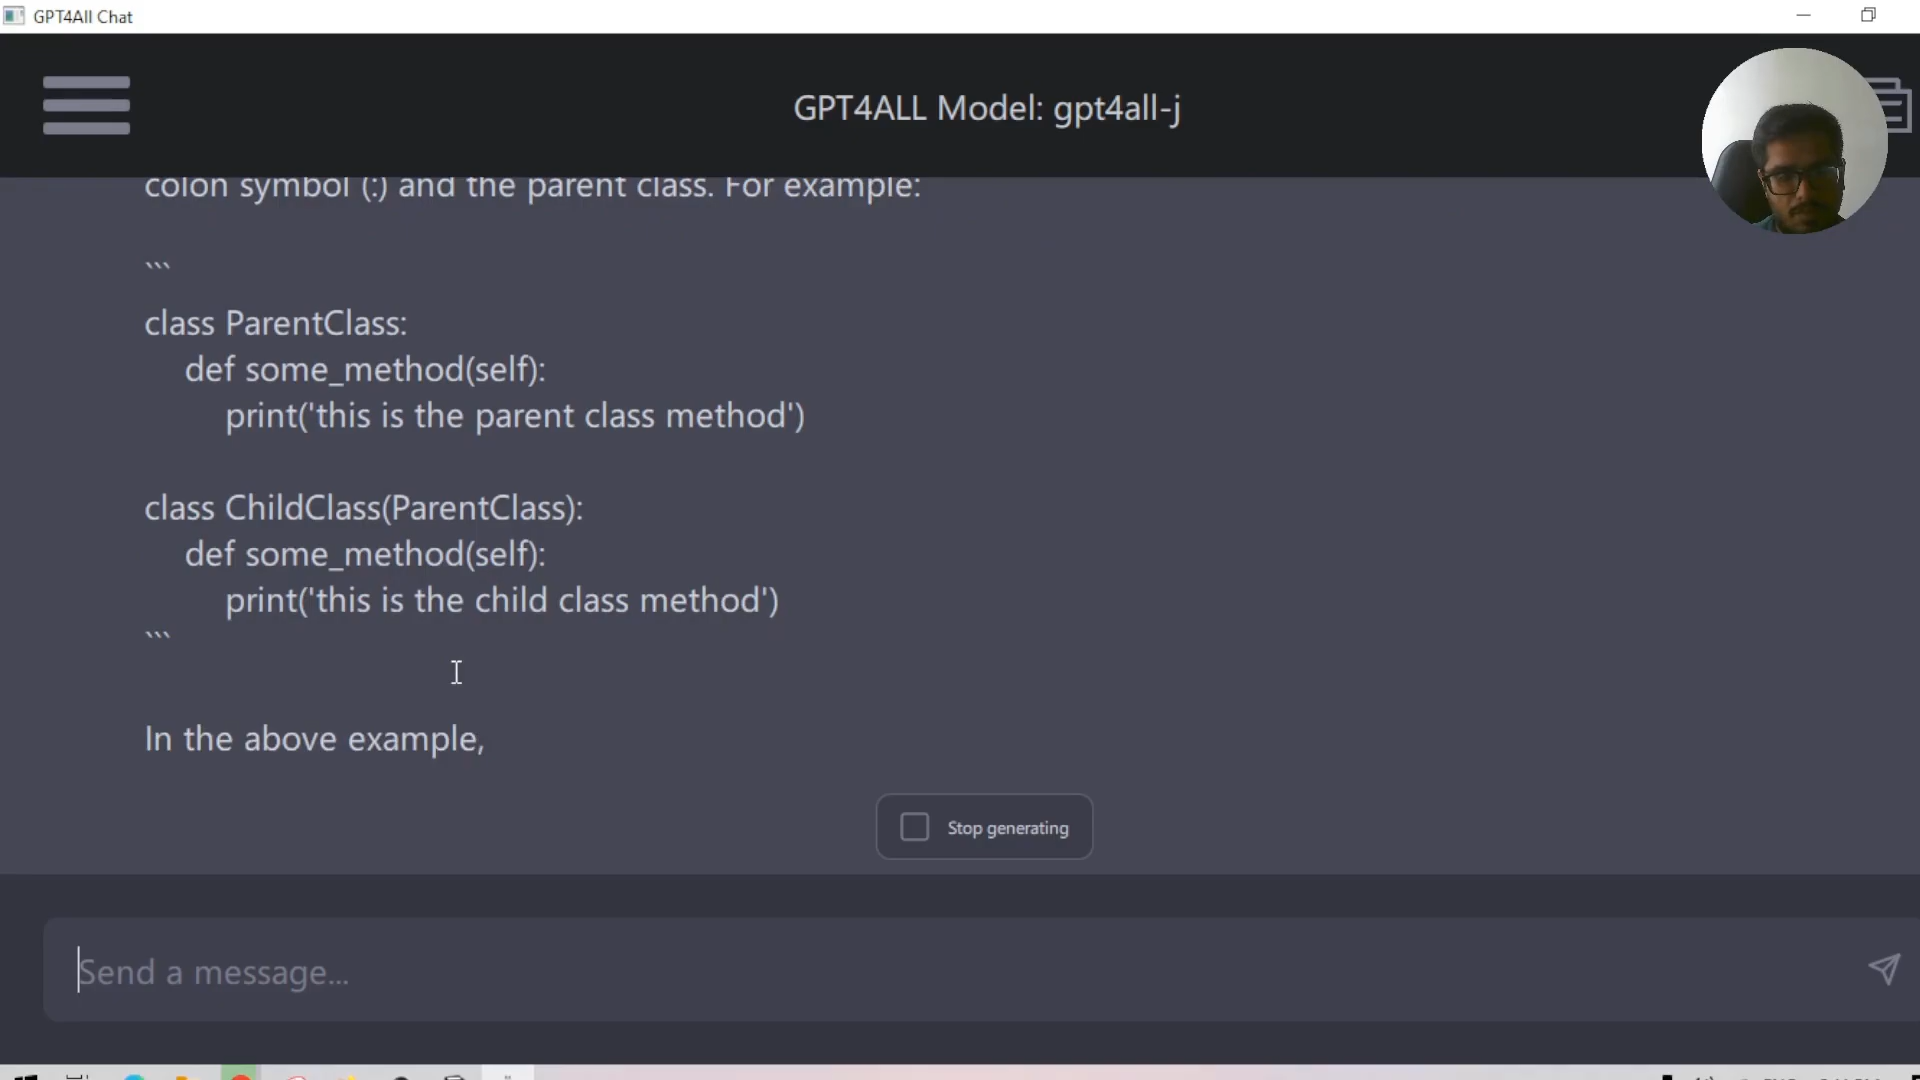 GPT4All Chat
GPT4ALL Model: gpt4all-j
colon symbol (:) and the parent class. For example:
```
class ParentClass:
def some_method(self):
print('this is the parent class method')
class ChildClass(ParentClass):
def some_method(self):
print('this is the child class method')
```
In the above example,
Stop generating
Send a message...